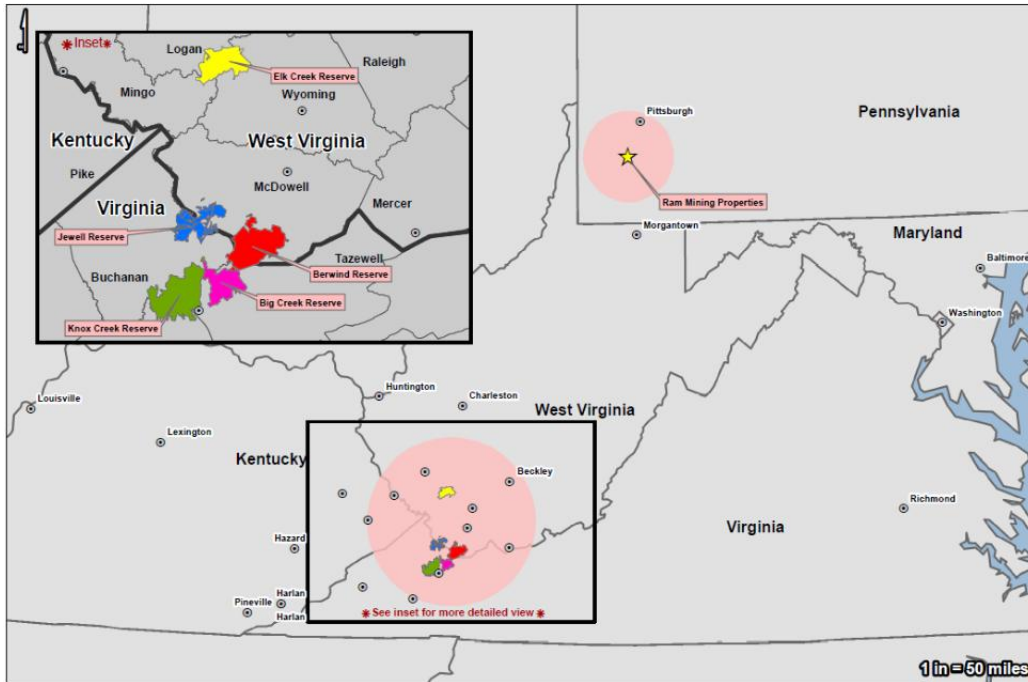 * Inset *
Logan
Raleigh
Elk Creek Reserve
Mingo
Wyoming
Kentucky
West Virginia
Pike
McDowell
Virginia
Mercer
Jewell Reserve
Tazewell
Buchanan
Berwind Reserve
Big Creek Reserve
Knox Creek Reserve
Pittsburgh
Pennsylvania
Ram Mining Properties
Morgantown
Maryland
Baltimore
Washington
Huntington
Charleston
Louisville
West Virginia
Lexington
Kentucky
Beckley
Richmond
Virginia
Hazard
Harlan
Pineville
Harlan
* See inset for more detailed view *
1 in = 50 miles